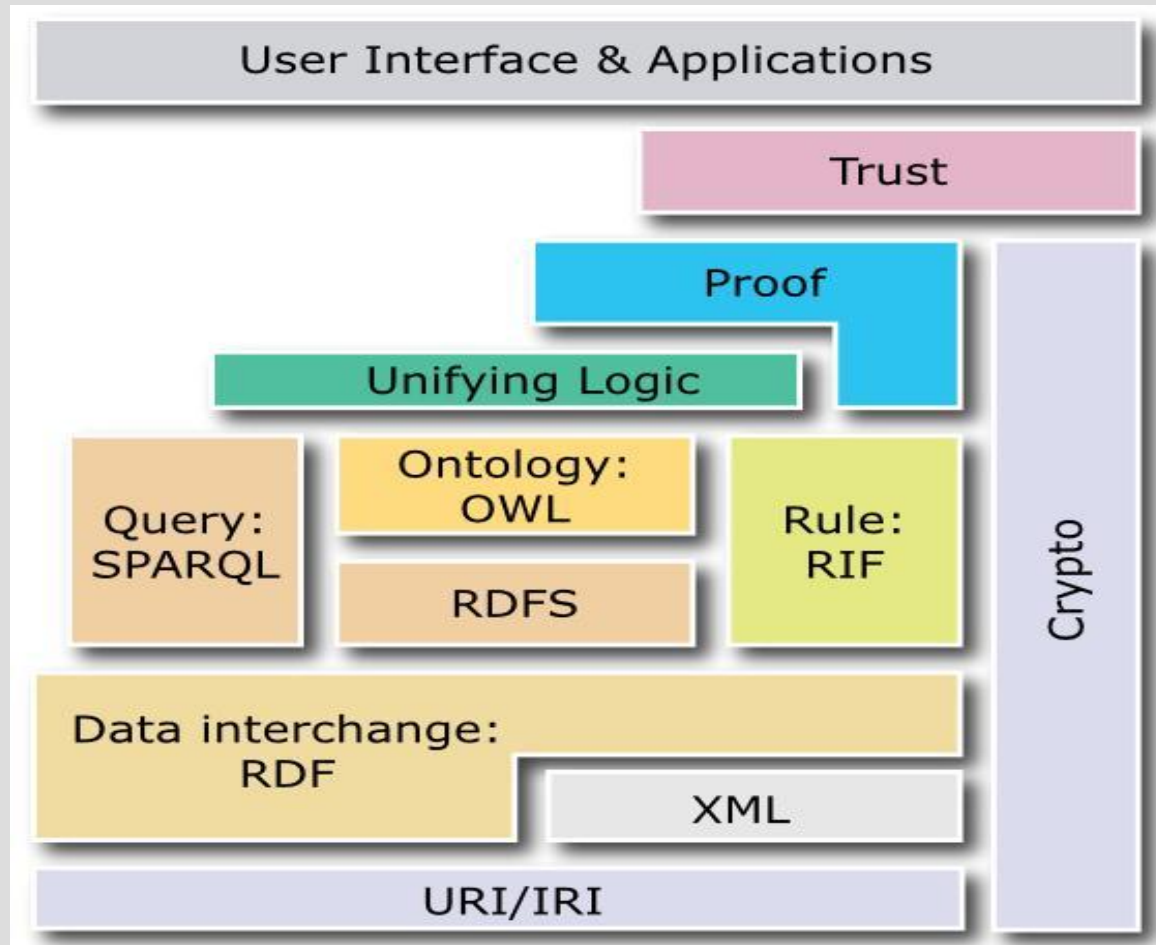 User Interface & Applications
Trust
Proof
Unifying Logic
Query:
SPARQL
Ontology:
OWL
RDFS
Rule:
RIF
Crypto
Data interchange:
RDF
XML
URI/IRI